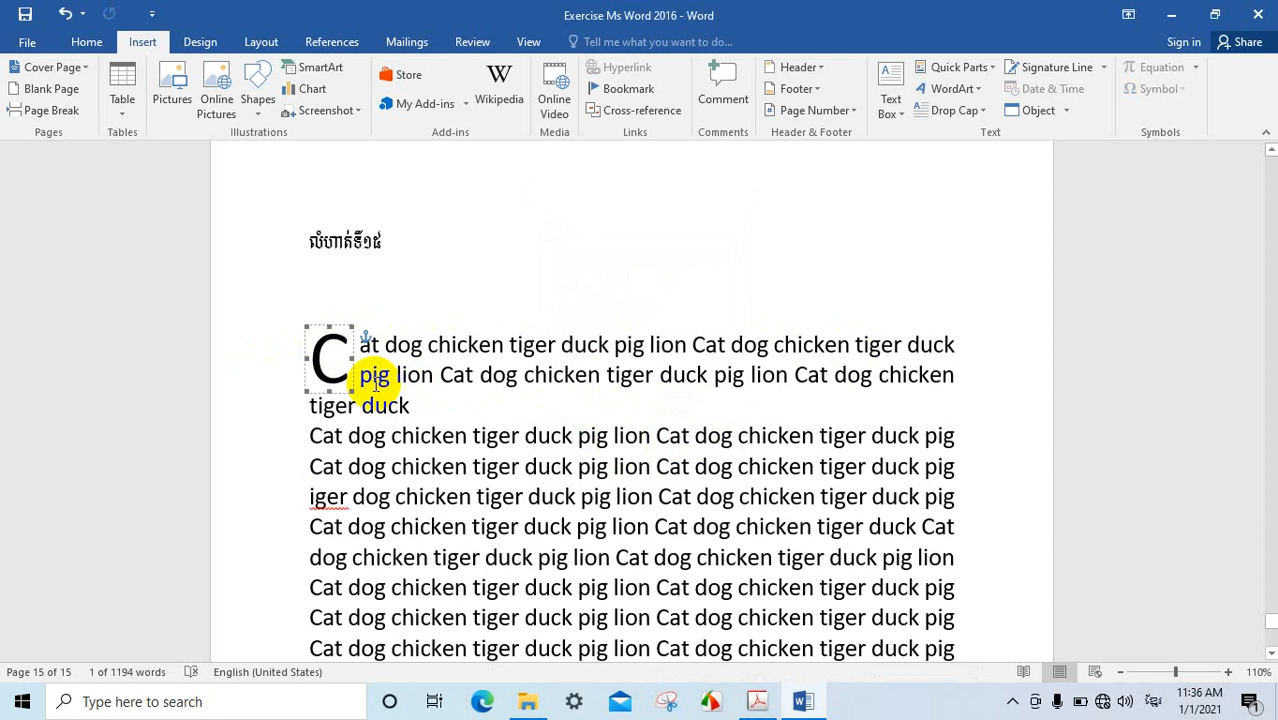 Exercise Ms Word 2016 - Word
File Home Insert Design Layout References Mailings Review View Tell me what you want to do... Sign in Share
Cover Page
Blank Page
Page Break
Pages
Table
Tables
Pictures
Online Pictures
Shapes
SmartArt
Chart
Screenshot
Illustrations
Store
My Add-ins
Wikipedia
Add-ins
Online Video
Media
Hyperlink
Bookmark
Cross-reference
Links
Comment
Comments
Header
Footer
Page Number
Header & Footer
Text Box
Quick Parts
WordArt
Drop Cap
Signature Line
Date & Time
Object
Text
Equation
Symbol
Symbols
លំហាត់ទី១៥
Cat dog chicken tiger duck pig lion Cat dog chicken tiger duck
pig lion Cat dog chicken tiger duck pig lion Cat dog chicken
tiger duck
Cat dog chicken tiger duck pig lion Cat dog chicken tiger duck pig
Cat dog chicken tiger duck pig lion Cat dog chicken tiger duck pig
iger dog chicken tiger duck pig lion Cat dog chicken tiger duck pig
Cat dog chicken tiger duck pig lion Cat dog chicken tiger duck Cat
dog chicken tiger duck pig lion Cat dog chicken tiger duck pig lion
Cat dog chicken tiger duck pig lion Cat dog chicken tiger duck pig
Cat dog chicken tiger duck pig lion Cat dog chicken tiger duck pig
Cat dog chicken tiger duck pig lion Cat dog chicken tiger duck pig
Page 15 of 15 1 of 1194 words English (United States) 110%
Type here to search
11:36 AM
1/1/2021